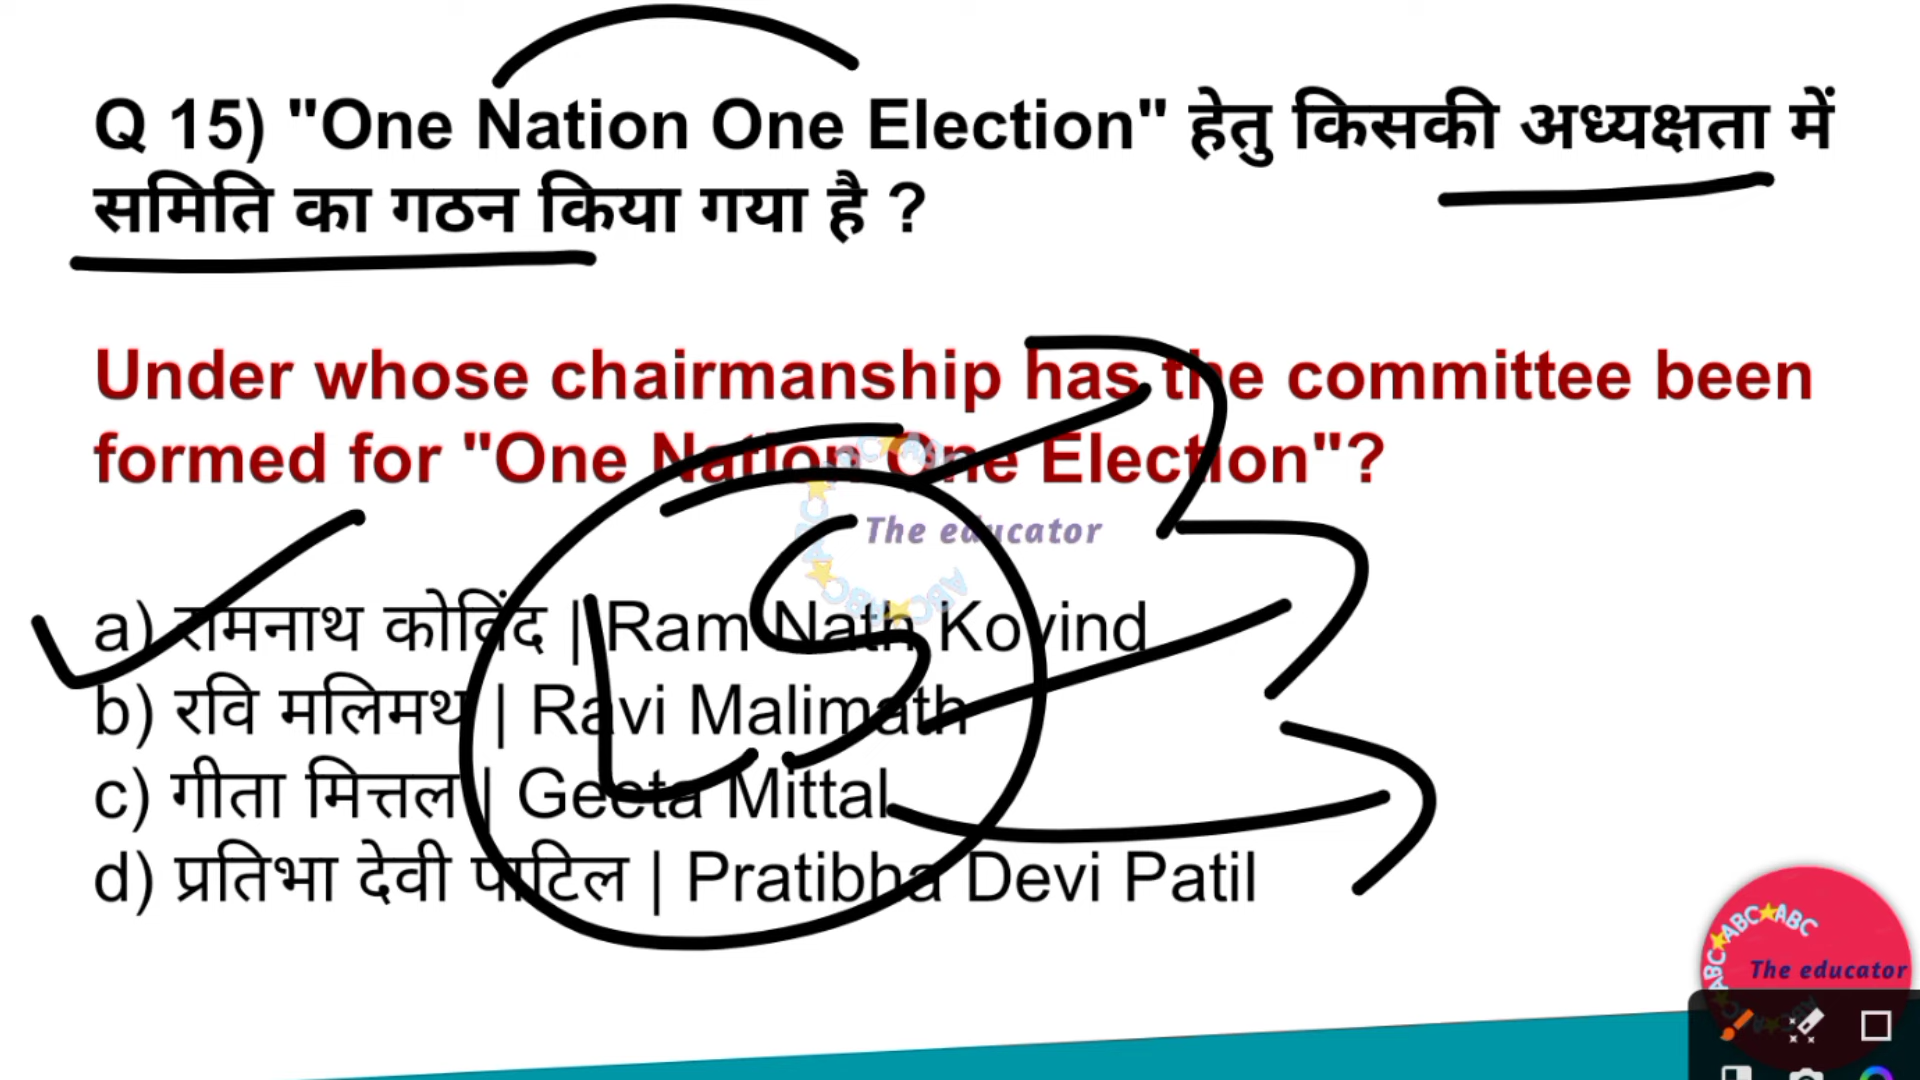 Q 15) "One Nation One Election" हेतु किसकी अध्यक्षता में
समिति का गठन किया गया है ?
Under whose chairmanship has the committee been
formed for "One Nation One Election"?
The educator
a) रामनाथ कोविंद | Ram Nath Kovind
b) रवि मलिमथ | Ravi Malimath
c) गीता मित्तल | Geeta Mittal
d) प्रतिभा देवी पाटिल | Pratibha Devi Patil
LS
ABC★ABC★ABC
The educator